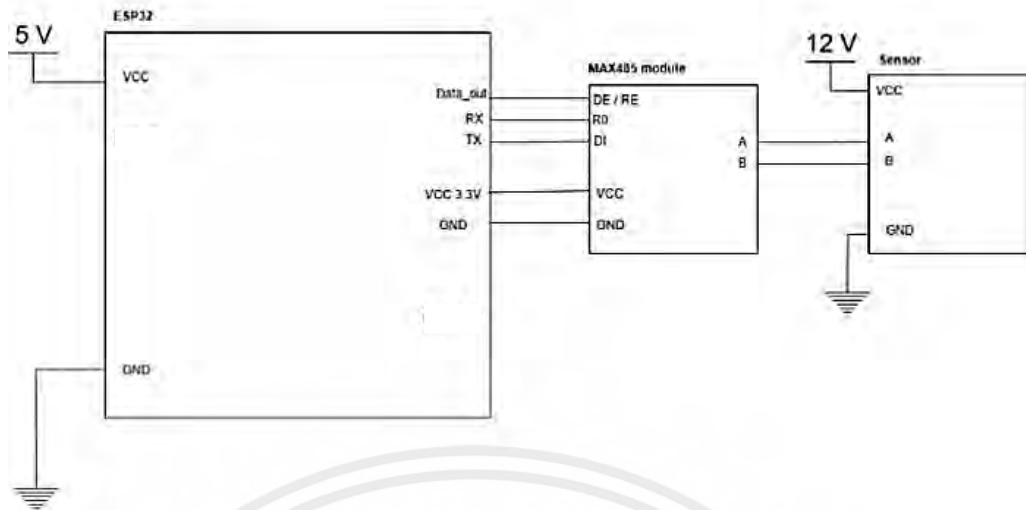 ESP32
5 V
VCC
Data_out
RX
TX
VCC 3.3V
GND
GND
MAX485 module
DE / RE
R0
DI
VCC
GND
A
B
12 V
Sensor
VCC
A
B
GND